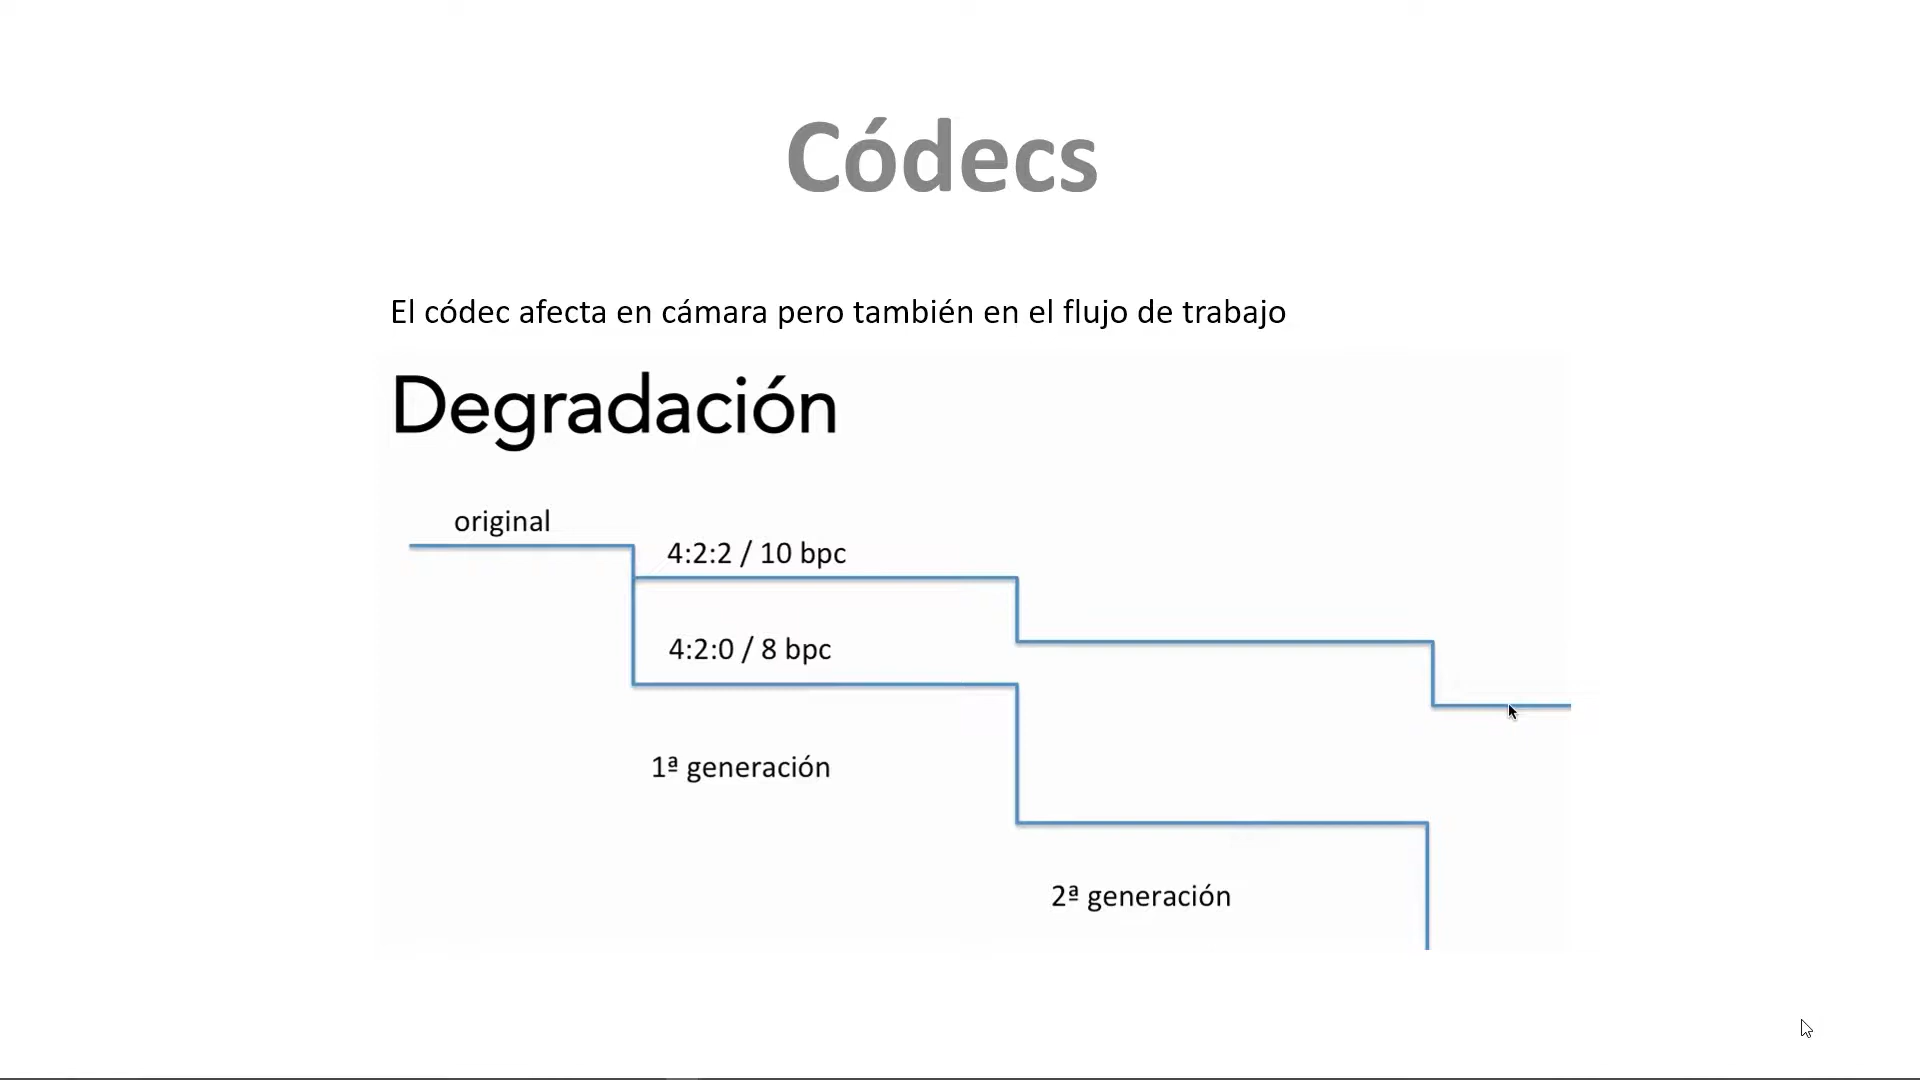 Códecs
El códec afecta en cámara pero también en el flujo de trabajo
Degradación
original
4:2:2 / 10 bpc
4:2:0 / 8 bpc
1ª generación
2ª generación